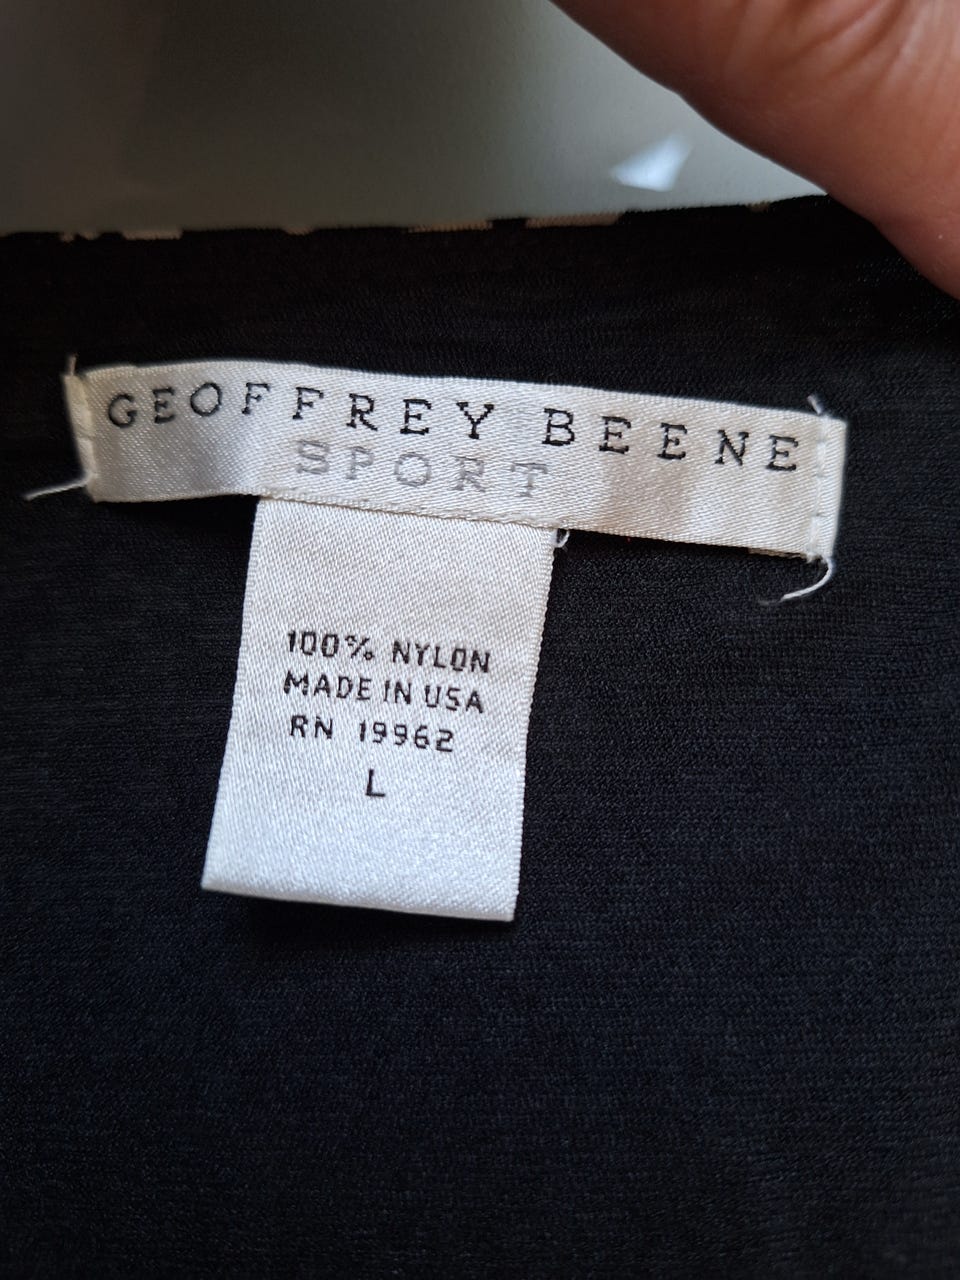 GEOFFREY BEENE
SPORT
100% NYLON
MADE IN USA
RN 19962
L